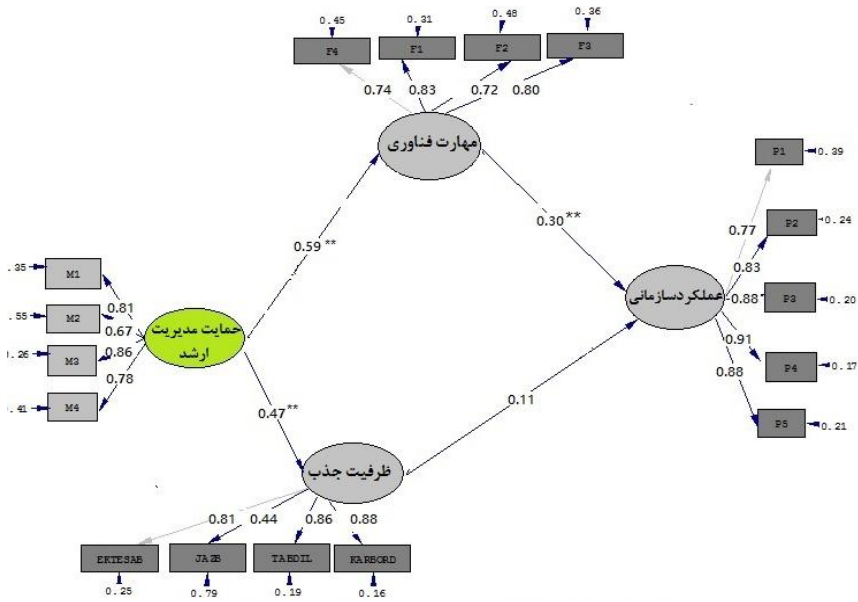 0.45 0.31 0.48 0.36
F4 F1 F2 F3
0.74 0.83 0.72 0.80
مهارت فناوری
P1 0.39
0.77
P2 0.24
0.83
0.59 ** 0.30 **
.35 M1
0.81
.55 M2
0.67
حمایت مدیریت
ارشد
عملکردسازمانی
0.88 P3 0.20
.26 M3
0.86
0.91
P4 0.17
0.78
.41 M4
0.88
0.47 ** 0.11
P5 0.21
ظرفیت جذب
0.81 0.44 0.86 0.88
EKTESAB JAZB TABDIL KARBORD
0.25 0.79 0.19 0.16